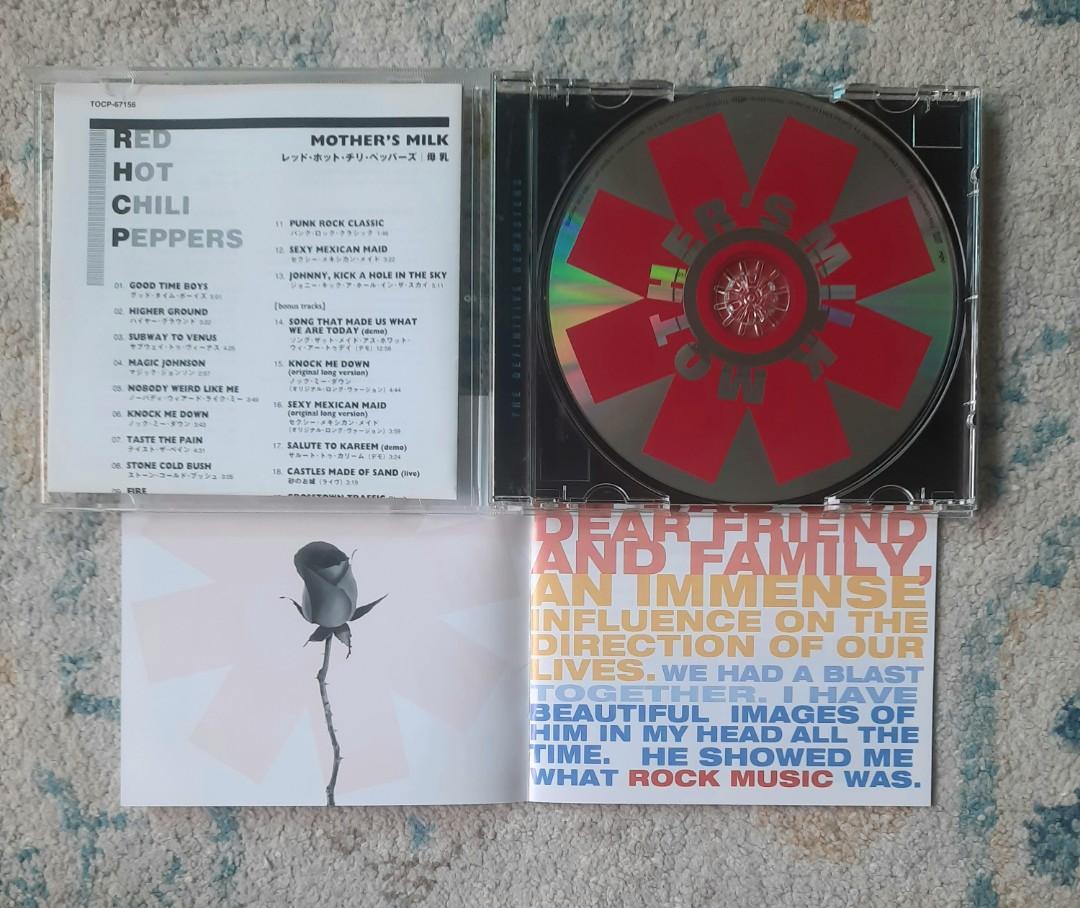 TOCP-67156
RED
HOT
CHILI
PEPPERS
MOTHER'S MILK
レッド・ホット・チリ・ペッパーズ | 母乳
01. GOOD TIME BOYS
グッド・タイム・ボーイズ 5:01
02. HIGHER GROUND
ハイヤー・グラウンド 3:22
03. SUBWAY TO VENUS
サブウェイ・トゥ・ヴィーナス 4:25
04. MAGIC JOHNSON
マジック・ジョンソン 2:57
05. NOBODY WEIRD LIKE ME
ノーバディ・ウィアード・ライク・ミー 3:49
06. KNOCK ME DOWN
ノック・ミー・ダウン 3:43
07. TASTE THE PAIN
テイスト・ザ・ペイン 4:31
08. STONE COLD BUSH
ストーン・コールド・ブッシュ 3:05
09. FIRE
11. PUNK ROCK CLASSIC
パンク・ロック・クラシック 1:46
12. SEXY MEXICAN MAID
セクシー・メキシカン・メイド 3:22
13. JOHNNY, KICK A HOLE IN THE SKY
ジョニー・キック・ア・ホール・イン・ザ・スカイ 5:11
[bonus tracks]
14. SONG THAT MADE US WHAT
WE ARE TODAY (demo)
ソング・ザット・メイド・アス・ホワット・
ウィ・アー・トゥデイ (デモ) 12:56
15. KNOCK ME DOWN
(original long version)
ノック・ミー・ダウン
(オリジナル・ロング・ヴァージョン) 4:44
16. SEXY MEXICAN MAID
(original long version)
セクシー・メキシカン・メイド
(オリジナル・ロング・ヴァージョン) 3:59
17. SALUTE TO KAREEM (demo)
サルート・トゥ・カリーム (デモ) 3:24
18. CASTLES MADE OF SAND (live)
砂のお城 (ライヴ) 3:19
CROSSTOWN TRAFFIC
THE DEFINITIVE REMASTERS
MOTHER'S MILK
DEAR FRIEND
AND FAMILY,
AN IMMENSE
INFLUENCE ON THE
DIRECTION OF OUR
LIVES. WE HAD A BLAST
TOGETHER. I HAVE
BEAUTIFUL IMAGES OF
HIM IN MY HEAD ALL THE
TIME. HE SHOWED ME
WHAT ROCK MUSIC WAS.